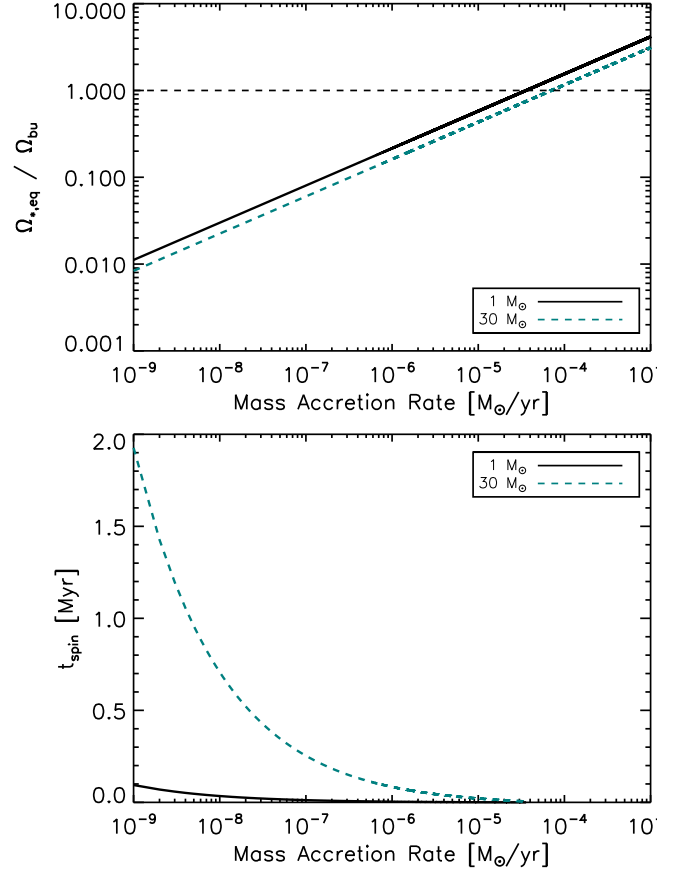 10.000
1.000
0.100
0.010
0.001
Ω*,eq / Ωbu
1 M⊙
30 M⊙
10⁻⁹ 10⁻⁸ 10⁻⁷ 10⁻⁶ 10⁻⁵ 10⁻⁴ 10
Mass Accretion Rate [M⊙/yr]
2.0
1.5
1.0
0.5
0.0
tspin [Myr]
1 M⊙
30 M⊙
10⁻⁹ 10⁻⁸ 10⁻⁷ 10⁻⁶ 10⁻⁵ 10⁻⁴ 10
Mass Accretion Rate [M⊙/yr]